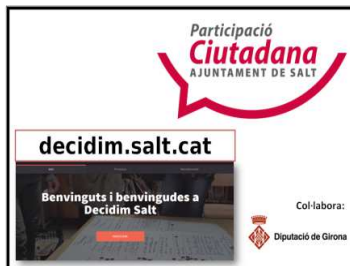 Participació
Ciutadana
AJUNTAMENT DE SALT
decidim.salt.cat
Benvinguts i benvingudes a
Decidim Salt
Col·labora:
Diputació de Girona